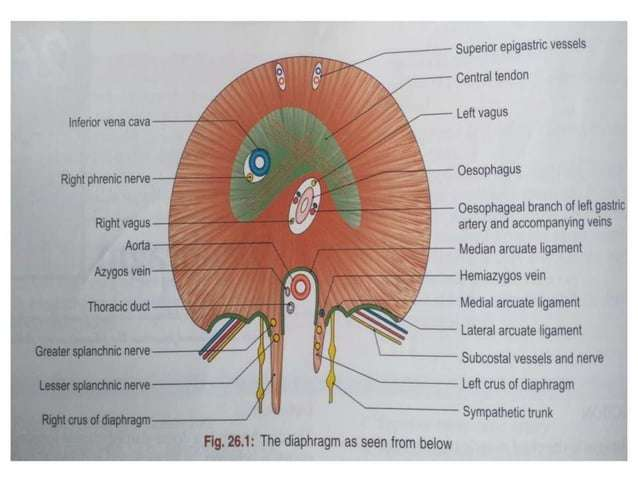 Superior epigastric vessels
Central tendon
Left vagus
Inferior vena cava
Oesophagus
Right phrenic nerve
Oesophageal branch of left gastric
artery and accompanying veins
Right vagus
Aorta
Median arcuate ligament
Azygos vein
Hemiazygos vein
Thoracic duct
Medial arcuate ligament
Lateral arcuate ligament
Greater splanchnic nerve
Subcostal vessels and nerve
Lesser splanchnic nerve
Left crus of diaphragm
Right crus of diaphragm
Sympathetic trunk
Fig. 26.1: The diaphragm as seen from below